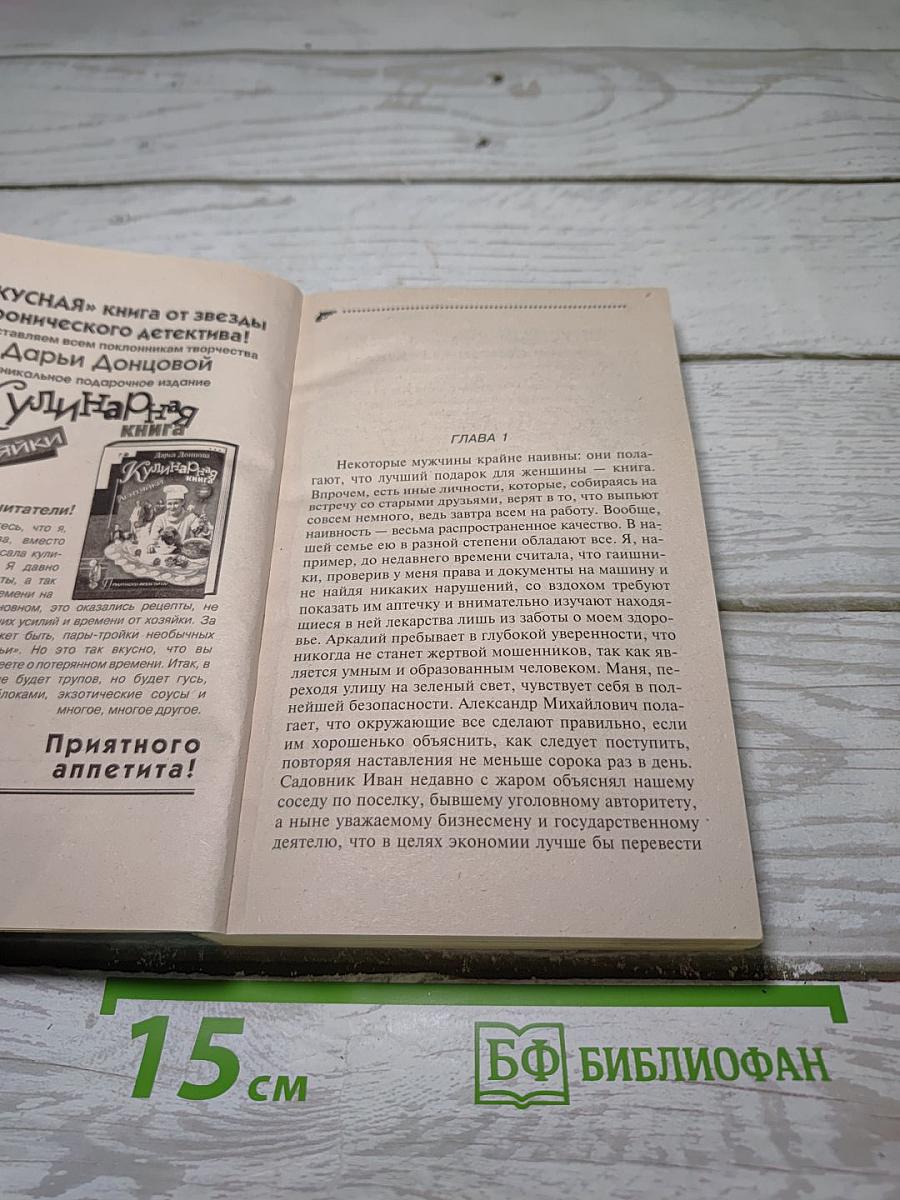 КУСНАЯ» книга от звезды
ронического детектива!
ставляем всем поклонникам творчества
Дарьи Донцовой
никальное подарочное издание
Кулинарная
книга
ЯЙКИ
Дарья Донцова
Кулинарная
книга
итатели!
есь, что я,
ва, вместо
сала кули-
Я давно
ты, а так
емени на
новном, это оказались рецепты, не
их усилий и времени от хозяйки. За
жет быть, пары-тройки необычных
ьи». Но это так вкусно, что вы
еете о потерянном времени. Итак, в
е будет трупов, но будет гусь,
блоками, экзотические соусы и
многое, многое другое.
Приятного
аппетита!
ГЛАВА 1
Некоторые мужчины крайне наивны: они пола-
гают, что лучший подарок для женщины — книга.
Впрочем, есть иные личности, которые, собираясь на
встречу со старыми друзьями, верят в то, что выпьют
совсем немного, ведь завтра всем на работу. Вообще,
наивность — весьма распространенное качество. В на-
шей семье ею в разной степени обладают все. Я, на-
пример, до недавнего времени считала, что гаишни-
ки, проверив у меня права и документы на машину и
не найдя никаких нарушений, со вздохом требуют
показать им аптечку и внимательно изучают находя-
щиеся в ней лекарства лишь из заботы о моем здоро-
вье. Аркадий пребывает в глубокой уверенности, что
никогда не станет жертвой мошенников, так как яв-
ляется умным и образованным человеком. Маня, пе-
реходя улицу на зеленый свет, чувствует себя в пол-
нейшей безопасности. Александр Михайлович пола-
гает, что окружающие все сделают правильно, если
им хорошенько объяснить, как следует поступить,
повторяя наставления не меньше сорока раз в день.
Садовник Иван недавно с жаром объяснял нашему
соседу по поселку, бывшему уголовному авторитету,
а ныне уважаемому бизнесмену и государственному
деятелю, что в целях экономии лучше бы перевести
15 см
БФ БИБЛИОФАН